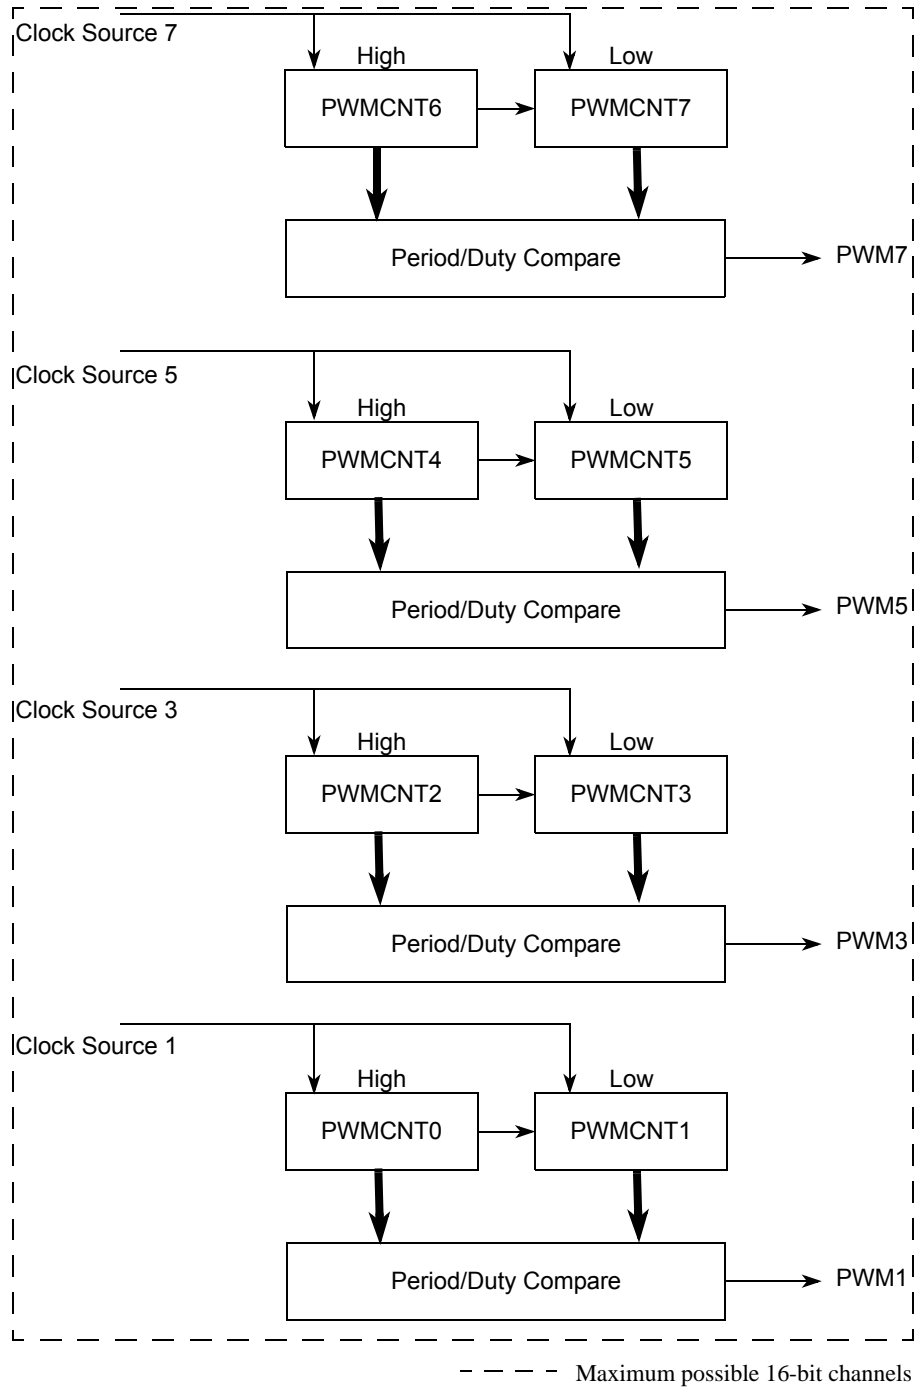 Clock Source 7
High
Low
PWMCNT6
PWMCNT7
Period/Duty Compare
PWM7
Clock Source 5
High
Low
PWMCNT4
PWMCNT5
Period/Duty Compare
PWM5
Clock Source 3
High
Low
PWMCNT2
PWMCNT3
Period/Duty Compare
PWM3
Clock Source 1
High
Low
PWMCNT0
PWMCNT1
Period/Duty Compare
PWM1
Maximum possible 16-bit channels